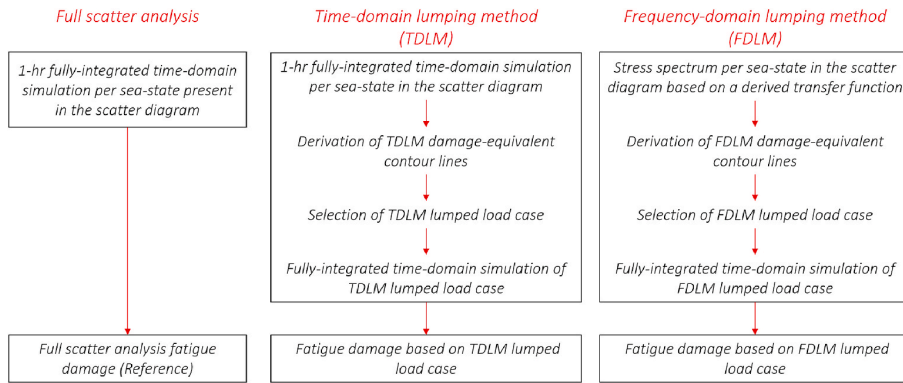 Full scatter analysis
1-hr fully-integrated time-domain
simulation per sea-state present
in the scatter diagram
Full scatter analysis fatigue
damage (Reference)
Time-domain lumping method
(TDLM)
1-hr fully-integrated time-domain simulation
per sea-state in the scatter diagram
Derivation of TDLM damage-equivalent
contour lines
Selection of TDLM lumped load case
Fully-integrated time-domain simulation of
TDLM lumped load case
Fatigue damage based on TDLM lumped
load case
Frequency-domain lumping method
(FDLM)
Stress spectrum per sea-state in the scatter
diagram based on a derived transfer function
Derivation of FDLM damage-equivalent
contour lines
Selection of FDLM lumped load case
Fully-integrated time-domain simulation of
FDLM lumped load case
Fatigue damage based on FDLM lumped
load case